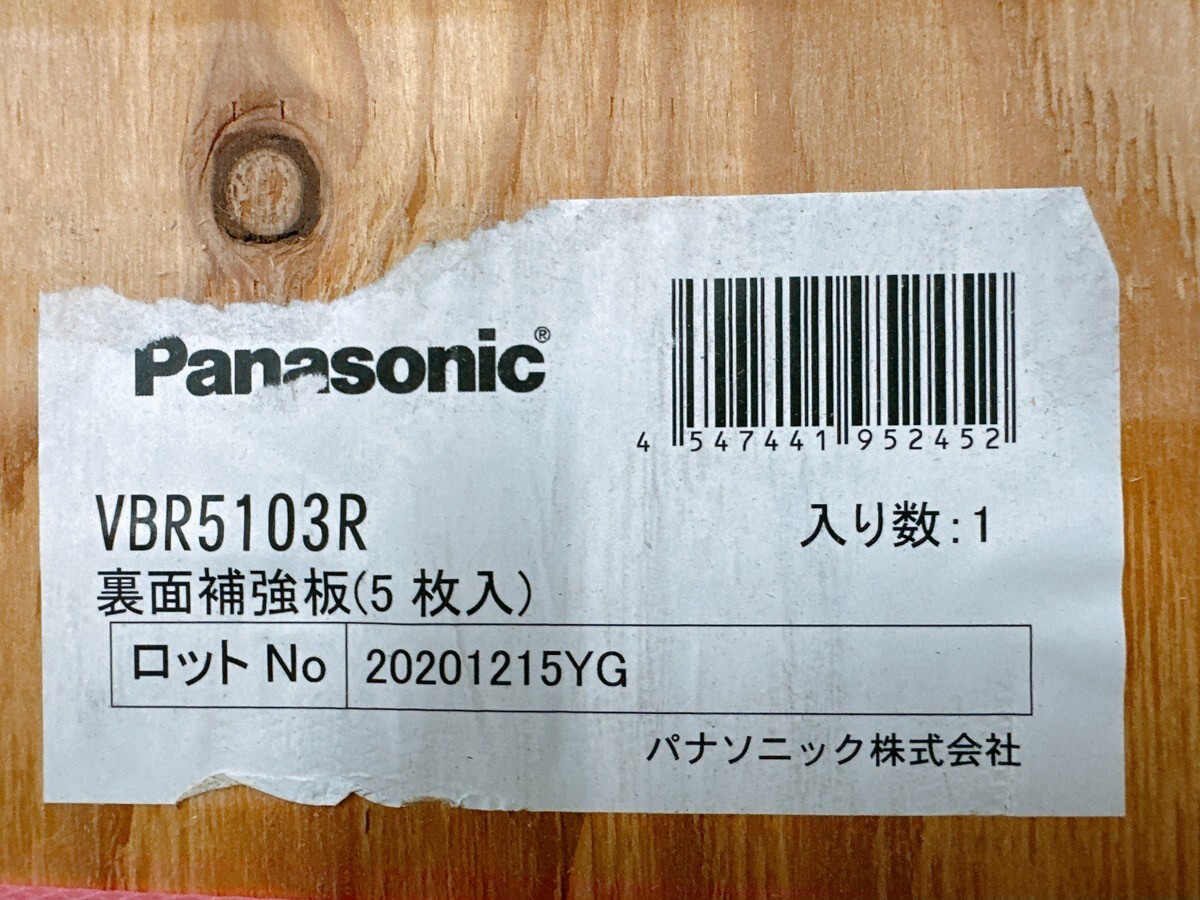 Panasonic®
4 547441 952452
VBR5103R
入り数:1
裏面補強板(5 枚入)
ロット No 20201215YG
パナソニック株式会社